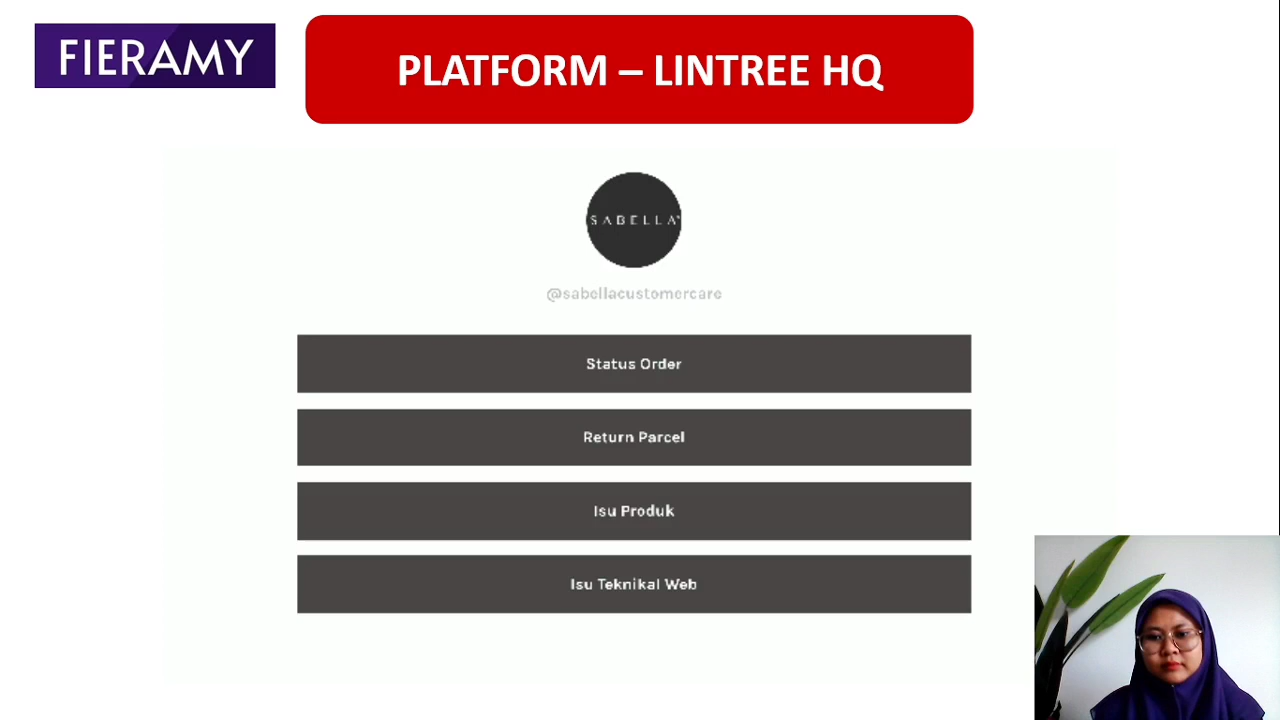 FIERAMY
PLATFORM – LINTREE HQ
SABELLA
@sabellacustomercare
Status Order
Return Parcel
Isu Produk
Isu Teknikal Web